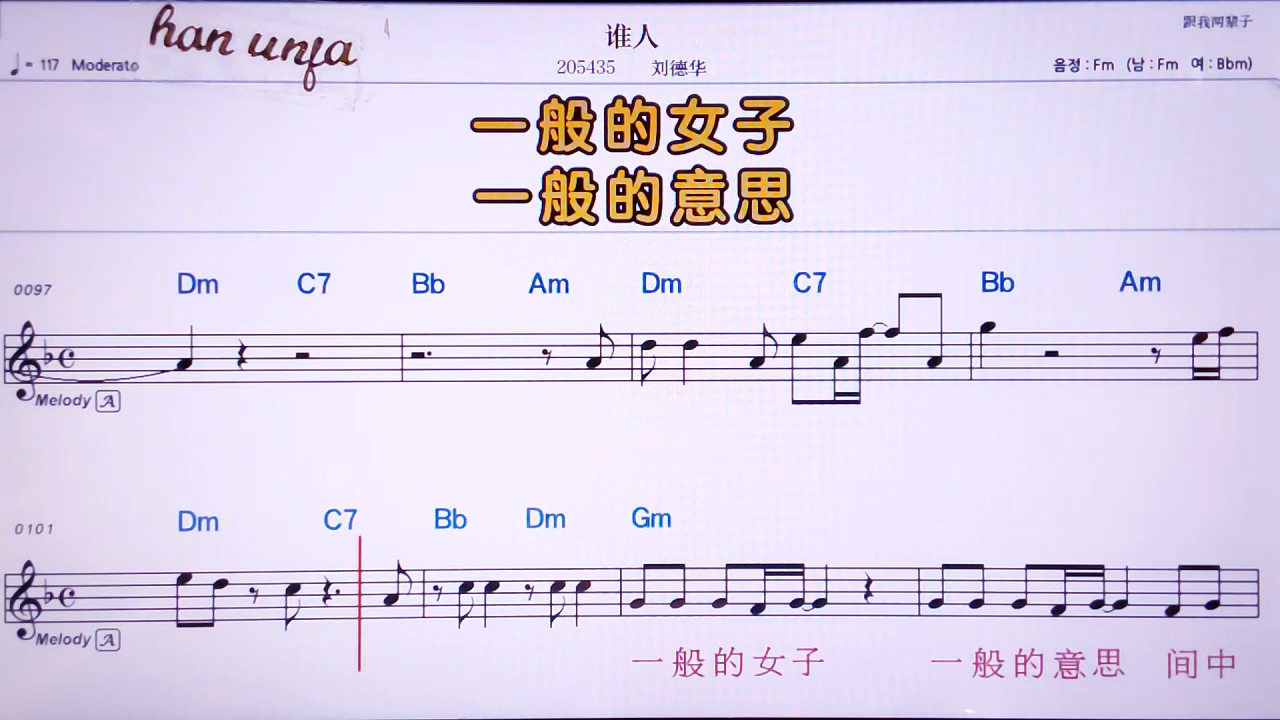 han unfa
谁人
跟我两辈子
♩= 117 Moderato
205435 刘德华
음정 : Fm (남 : Fm 여 : Bbm)
一般的女子
一般的意思
0097 Dm C7 Bb Am Dm C7 Bb Am
Melody A
0101 Dm C7 Bb Dm Gm
Melody A
一般的女子 一般的意思 间中